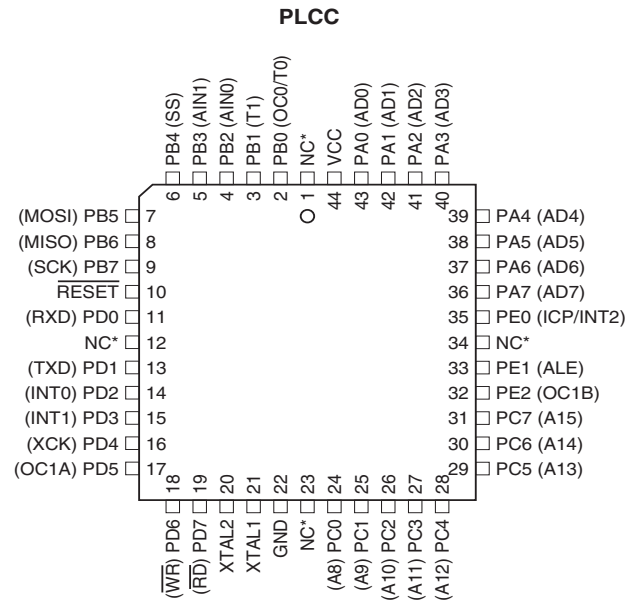 PLCC
PB4 (SS)
PB3 (AIN1)
PB2 (AIN0)
PB1 (T1)
PB0 (OC0/T0)
NC*
VCC
PA0 (AD0)
PA1 (AD1)
PA2 (AD2)
PA3 (AD3)
6
5
4
3
2
1
44
43
42
41
40
(MOSI) PB5 7
(MISO) PB6 8
(SCK) PB7 9
RESET 10
(RXD) PD0 11
NC* 12
(TXD) PD1 13
(INT0) PD2 14
(INT1) PD3 15
(XCK) PD4 16
(OC1A) PD5 17
39 PA4 (AD4)
38 PA5 (AD5)
37 PA6 (AD6)
36 PA7 (AD7)
35 PE0 (ICP/INT2)
34 NC*
33 PE1 (ALE)
32 PE2 (OC1B)
31 PC7 (A15)
30 PC6 (A14)
29 PC5 (A13)
18
19
20
21
22
23
24
25
26
27
28
(WR) PD6
(RD) PD7
XTAL2
XTAL1
GND
NC*
(A8) PC0
(A9) PC1
(A10) PC2
(A11) PC3
(A12) PC4